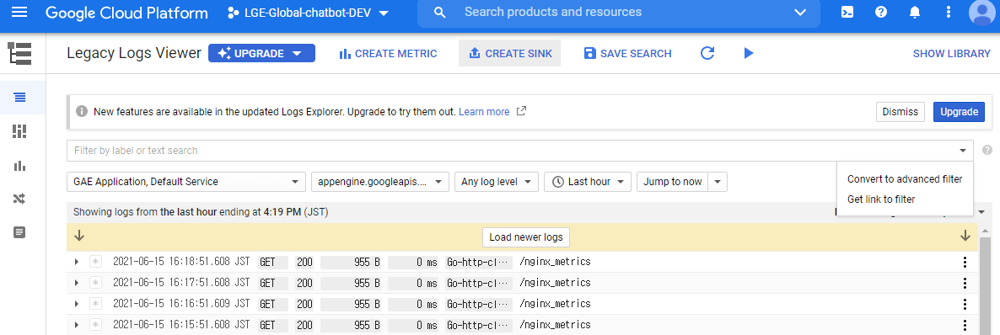 Google Cloud Platform LGE-Global-chatbot-DEV Search products and resources
Legacy Logs Viewer UPGRADE CREATE METRIC CREATE SINK SAVE SEARCH SHOW LIBRARY
New features are available in the updated Logs Explorer. Upgrade to try them out. Learn more Dismiss Upgrade
Filter by label or text search
Convert to advanced filter
Get link to filter
GAE Application, Default Service appengine.googleapis.... Any log level Last hour Jump to now
Showing logs from the last hour ending at 4:19 PM (JST)
Load newer logs
2021-06-15 16:18:51.608 JST GET 200 955 B 0 ms Go-http-cl… /nginx_metrics
2021-06-15 16:17:51.608 JST GET 200 955 B 0 ms Go-http-cl… /nginx_metrics
2021-06-15 16:16:51.609 JST GET 200 955 B 0 ms Go-http-cl… /nginx_metrics
2021-06-15 16:15:51.608 JST GET 200 955 B 0 ms Go-http-cl… /nginx_metrics